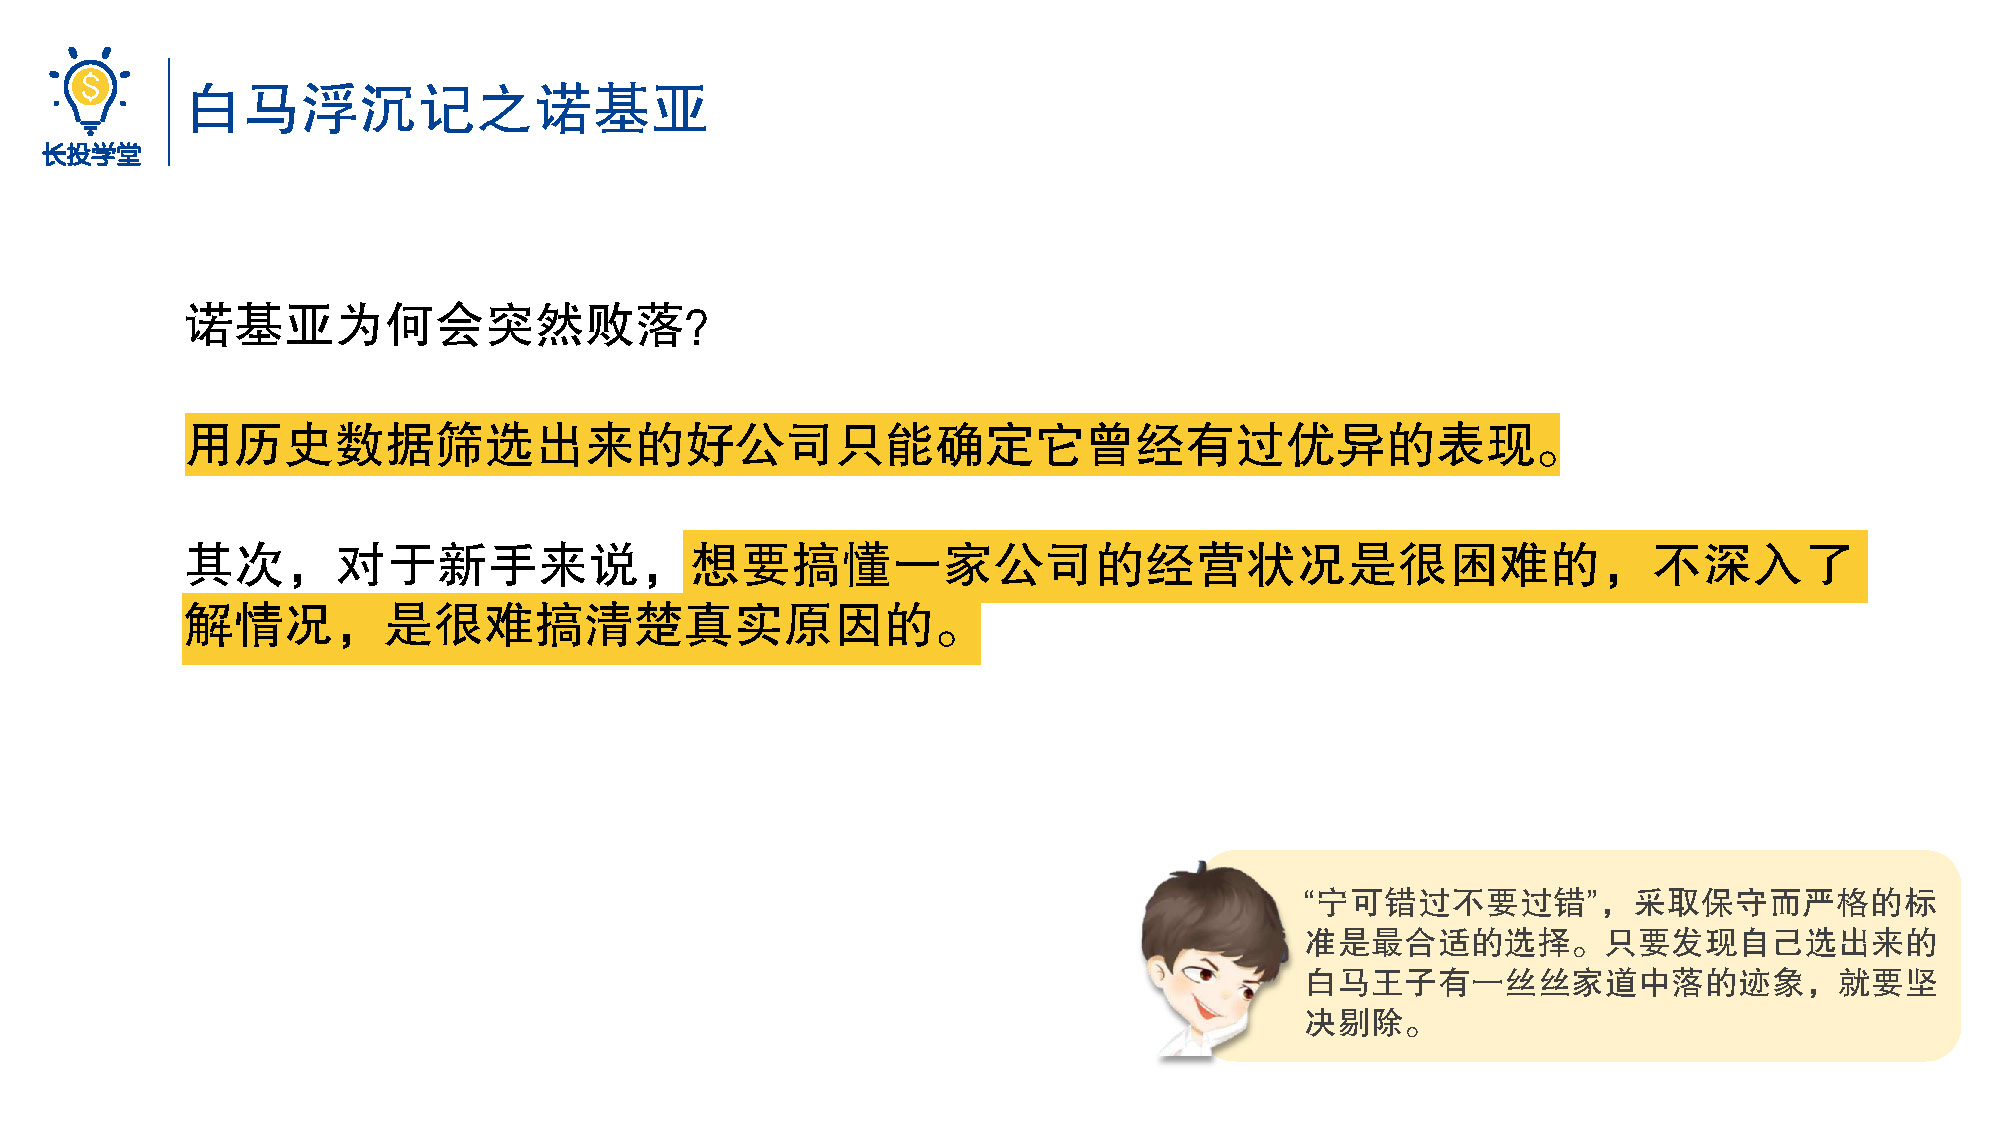 长投学堂
白马浮沉记之诺基亚
诺基亚为何会突然败落?
用历史数据筛选出来的好公司只能确定它曾经有过优异的表现。
其次，对于新手来说，想要搞懂一家公司的经营状况是很困难的，不深入了
解情况，是很难搞清楚真实原因的。
“宁可错过不要过错”，采取保守而严格的标
准是最合适的选择。只要发现自己选出来的
白马王子有一丝丝家道中落的迹象，就要坚
决剔除。